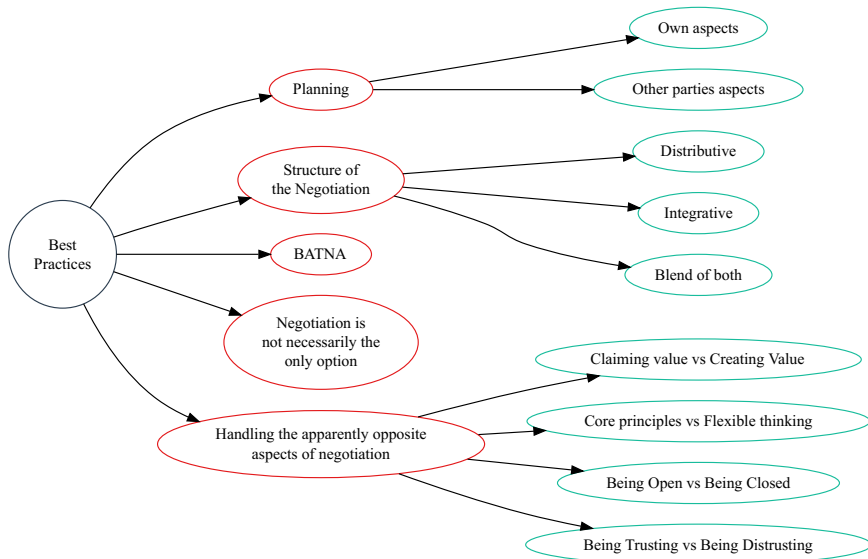 Own aspects
Planning
Other parties aspects
Structure of
the Negotiation
Distributive
Integrative
Best
Practices
BATNA
Blend of both
Negotiation is
not necessarily the
only option
Claiming value vs Creating Value
Core principles vs Flexible thinking
Handling the apparently opposite
aspects of negotiation
Being Open vs Being Closed
Being Trusting vs Being Distrusting